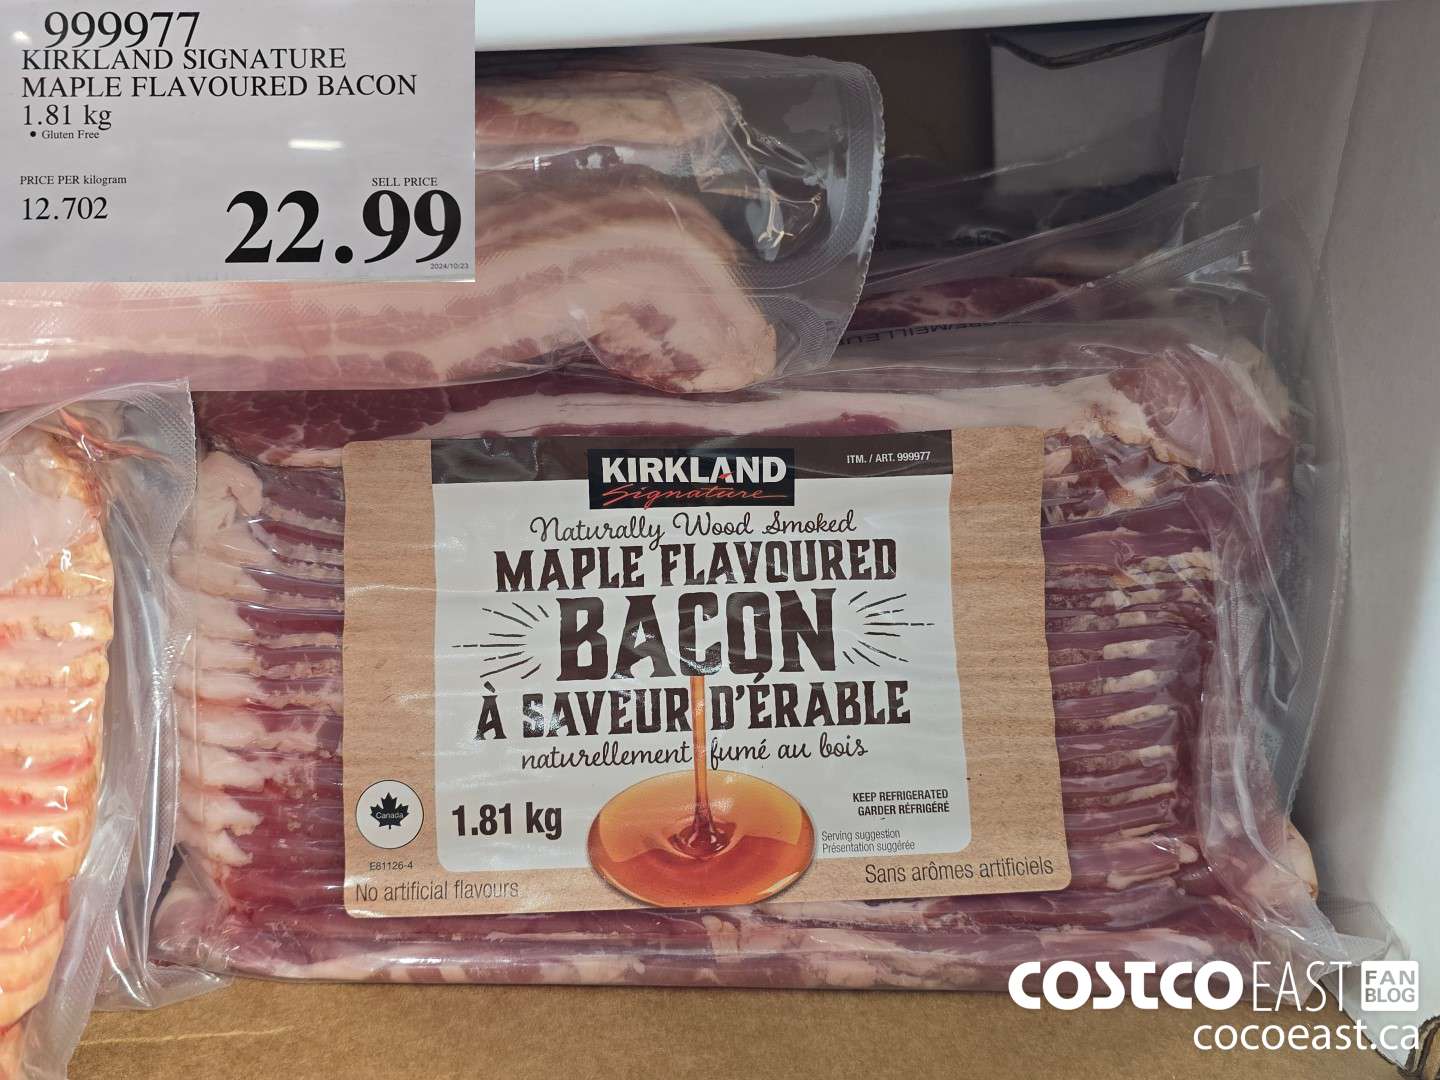 999977
KIRKLAND SIGNATURE
MAPLE FLAVOURED BACON
1.81 kg
• Gluten Free
PRICE PER kilogram
12.702
SELL PRICE
22.99
2024/10/23
KIRKLAND
Signature
ITM. / ART. 999977
Naturally Wood Smoked
MAPLE FLAVOURED
BACON
À SAVEUR D'ÉRABLE
naturellement fumé au bois
Canada
1.81 kg
KEEP REFRIGERATED
GARDER RÉFRIGÉRÉ
Serving suggestion
Présentation suggérée
E81126-4
No artificial flavours
Sans arômes artificiels
COSTCO EAST FAN BLOG
cocoeast.ca